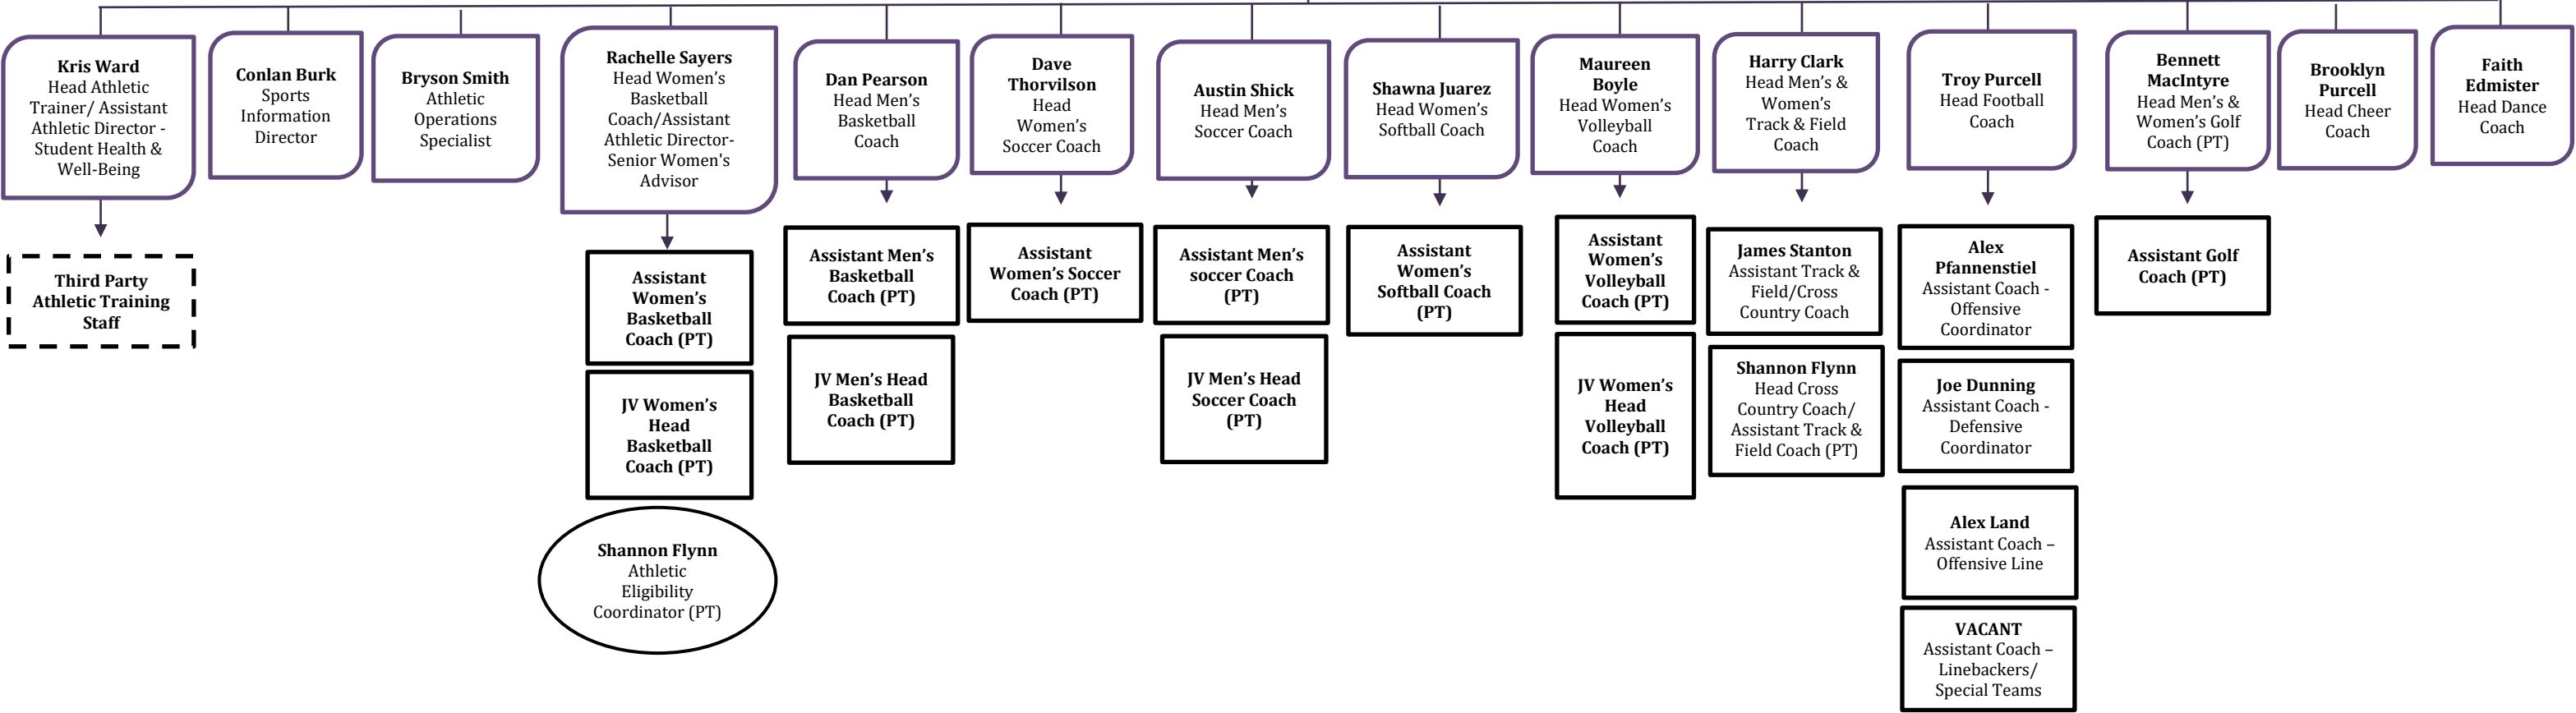 Kris Ward
Head Athletic
Trainer/ Assistant
Athletic Director -
Student Health &
Well-Being
Conlan Burk
Sports
Information
Director
Bryson Smith
Athletic
Operations
Specialist
Rachelle Sayers
Head Women’s
Basketball
Coach/Assistant
Athletic Director-
Senior Women's
Advisor
Dan Pearson
Head Men’s
Basketball
Coach
Dave
Thorvilson
Head
Women’s
Soccer Coach
Austin Shick
Head Men’s
Soccer Coach
Shawna Juarez
Head Women’s
Softball Coach
Maureen
Boyle
Head Women’s
Volleyball
Coach
Harry Clark
Head Men’s &
Women’s
Track & Field
Coach
Troy Purcell
Head Football
Coach
Bennett
MacIntyre
Head Men’s &
Women’s Golf
Coach (PT)
Brooklyn
Purcell
Head Cheer
Coach
Faith
Edmister
Head Dance
Coach
Third Party
Athletic Training
Staff
Assistant
Women’s
Basketball
Coach (PT)
JV Women’s
Head
Basketball
Coach (PT)
Shannon Flynn
Athletic
Eligibility
Coordinator (PT)
Assistant Men’s
Basketball
Coach (PT)
JV Men’s Head
Basketball
Coach (PT)
Assistant
Women’s Soccer
Coach (PT)
Assistant Men’s
soccer Coach
(PT)
JV Men’s Head
Soccer Coach
(PT)
Assistant
Women’s
Softball Coach
(PT)
Assistant
Women’s
Volleyball
Coach (PT)
JV Women’s
Head
Volleyball
Coach (PT)
James Stanton
Assistant Track &
Field/Cross
Country Coach
Shannon Flynn
Head Cross
Country Coach/
Assistant Track &
Field Coach (PT)
Alex
Pfannenstiel
Assistant Coach -
Offensive
Coordinator
Joe Dunning
Assistant Coach -
Defensive
Coordinator
Alex Land
Assistant Coach –
Offensive Line
VACANT
Assistant Coach –
Linebackers/
Special Teams
Assistant Golf
Coach (PT)